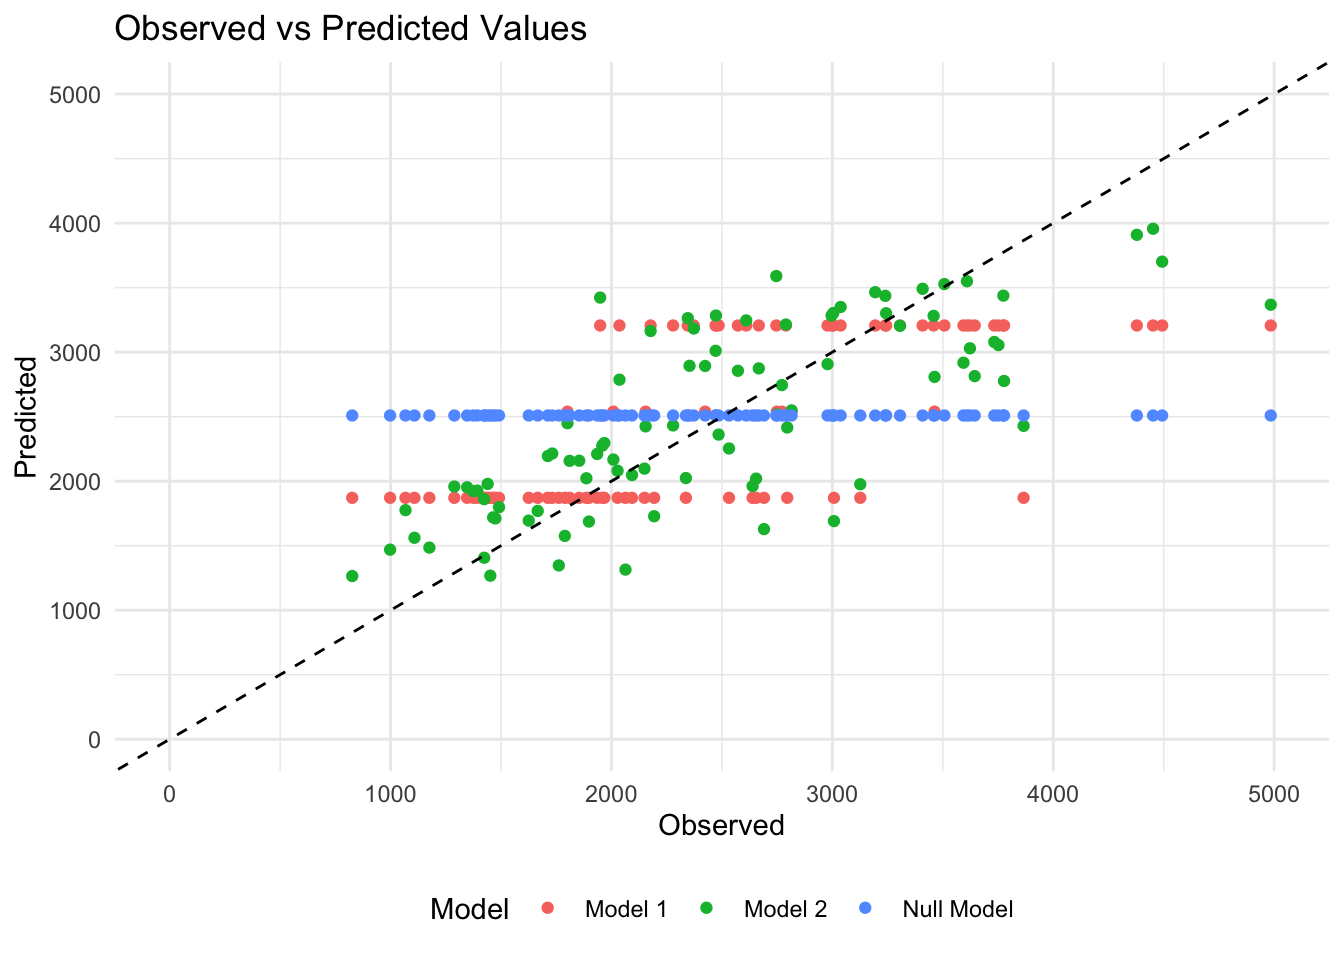 Observed vs Predicted Values
5000
4000
3000
2000
1000
0
Predicted
0 1000 2000 3000 4000 5000
Observed
Model Model 1 Model 2 Null Model